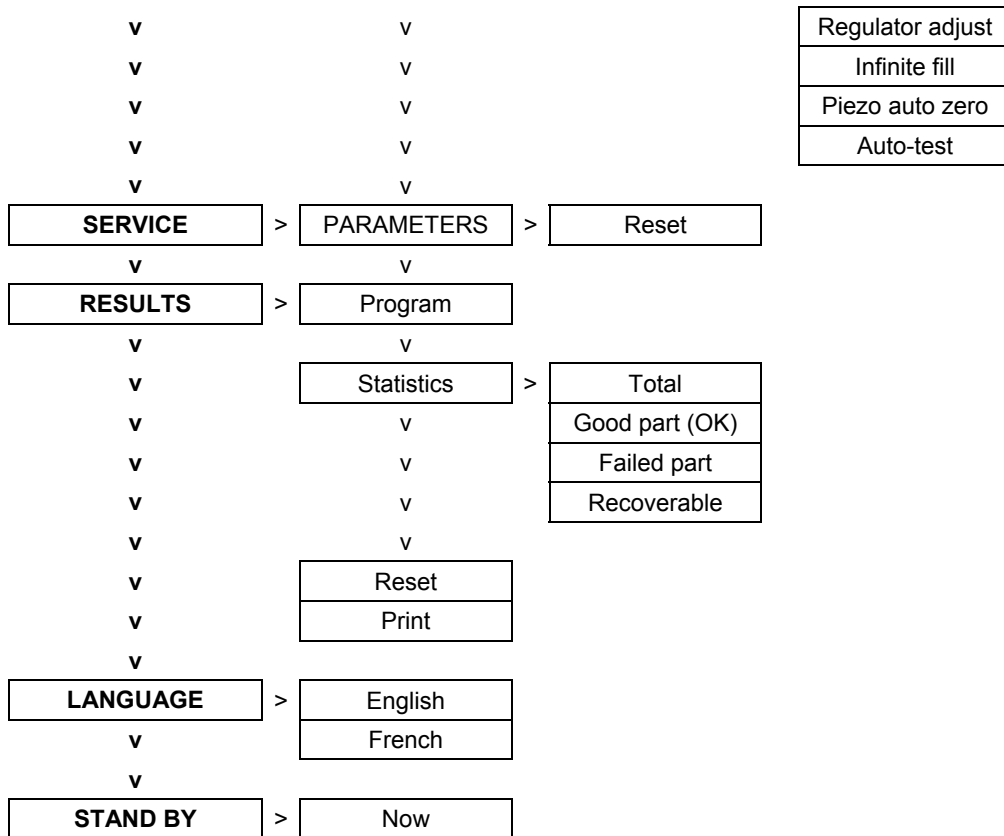 v v Regulator adjust
v v Infinite fill
v v Piezo auto zero
v v Auto-test
v v
SERVICE > PARAMETERS > Reset
v v
RESULTS > Program
v v
v Statistics > Total
v v Good part (OK)
v v Failed part
v v Recoverable
v v
v Reset
v Print
v
LANGUAGE > English
v French
v
STAND BY > Now